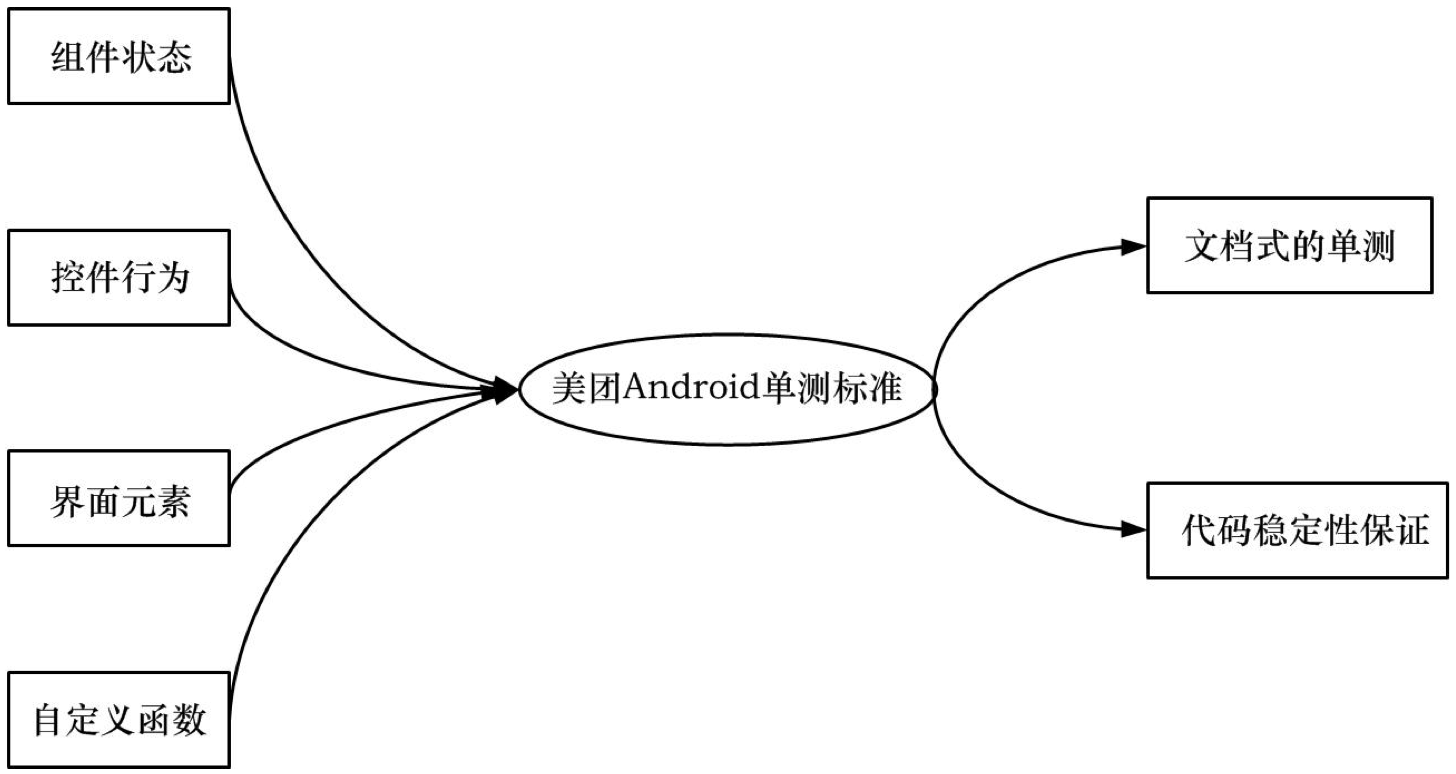 组件状态
控件行为
界面元素
自定义函数
美团Android单测标准
文档式的单测
代码稳定性保证